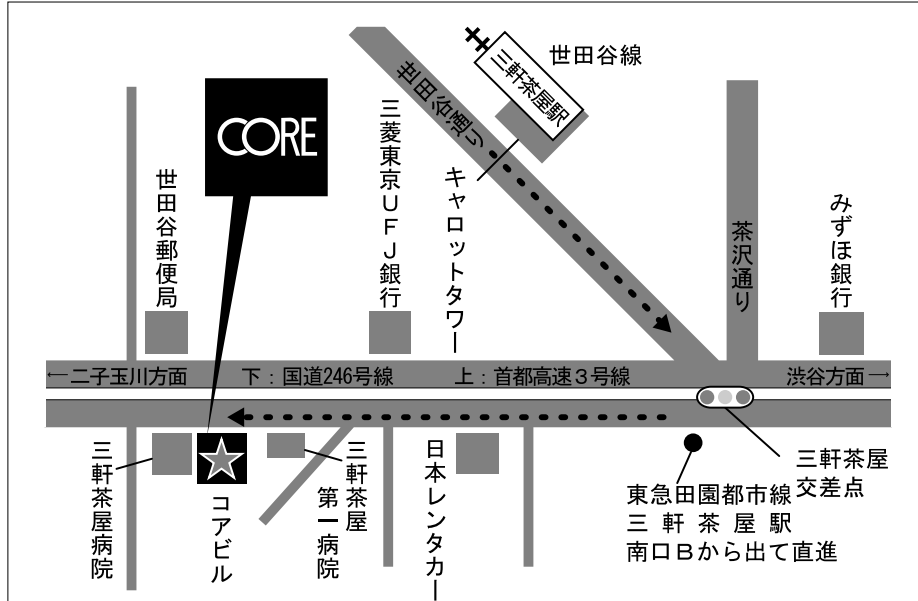 世田谷線
三軒茶屋駅
世田谷通り
CORE
世田谷郵便局
三菱東京UFJ銀行
キャロットタワー
茶沢通り
みずほ銀行
←二子玉川方面
下：国道246号線
上：首都高速３号線
渋谷方面→
三軒茶屋病院
コアビル
三軒茶屋
第一病院
日本レンタカー
東急田園都市線
三軒茶屋駅
南口Bから出て直進
三軒茶屋
交差点